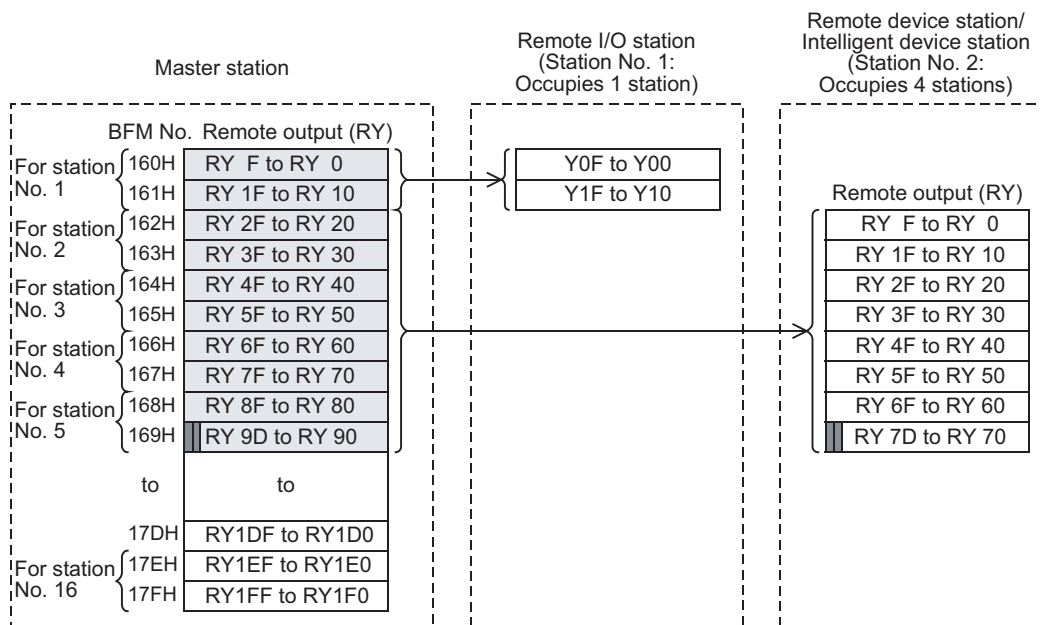 Master station
Remote I/O station
(Station No. 1:
Occupies 1 station)
Remote device station/
Intelligent device station
(Station No. 2:
Occupies 4 stations)
BFM No. Remote output (RY)
For station
No. 1
160H RY F to RY 0
161H RY 1F to RY 10
For station
No. 2
162H RY 2F to RY 20
163H RY 3F to RY 30
For station
No. 3
164H RY 4F to RY 40
165H RY 5F to RY 50
For station
No. 4
166H RY 6F to RY 60
167H RY 7F to RY 70
For station
No. 5
168H RY 8F to RY 80
169H RY 9D to RY 90
to to
17DH RY1DF to RY1D0
For station
No. 16
17EH RY1EF to RY1E0
17FH RY1FF to RY1F0
Y0F to Y00
Y1F to Y10
Remote output (RY)
RY F to RY 0
RY 1F to RY 10
RY 2F to RY 20
RY 3F to RY 30
RY 4F to RY 40
RY 5F to RY 50
RY 6F to RY 60
RY 7D to RY 70